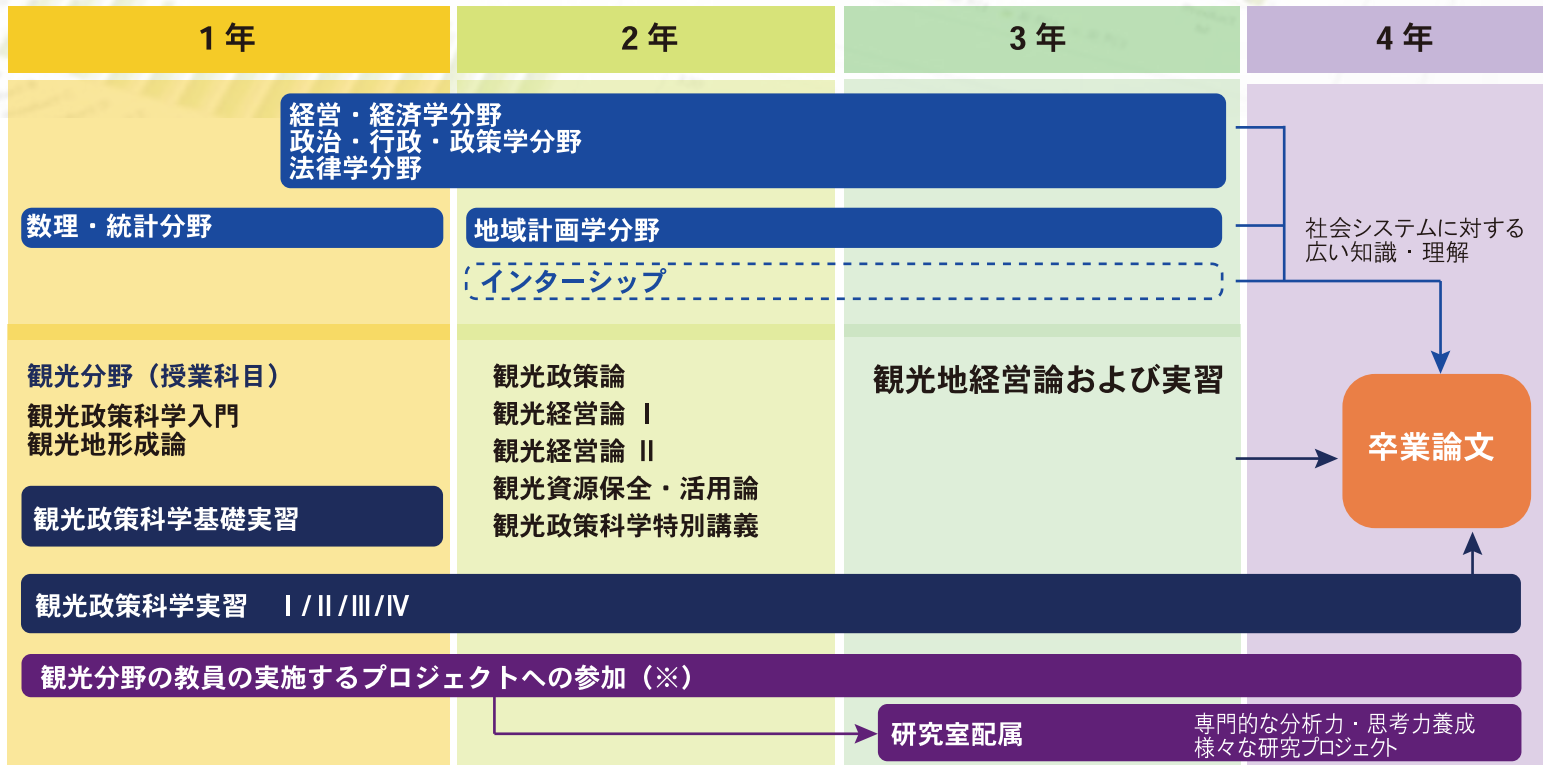 1 年
2 年
3 年
4 年
経営・経済学分野
政治・行政・政策学分野
法律学分野
数理・統計分野
地域計画学分野
インターシップ
社会システムに対する
広い知識・理解
観光分野（授業科目）
観光政策科学入門
観光地形成論
観光政策科学基礎実習
観光政策論
観光経営論 Ⅰ
観光経営論 Ⅱ
観光資源保全・活用論
観光政策科学特別講義
観光地経営論および実習
卒業論文
観光政策科学実習 Ⅰ/Ⅱ/Ⅲ/Ⅳ
観光分野の教員の実施するプロジェクトへの参加（※）
研究室配属
専門的な分析力・思考力養成
様々な研究プロジェクト